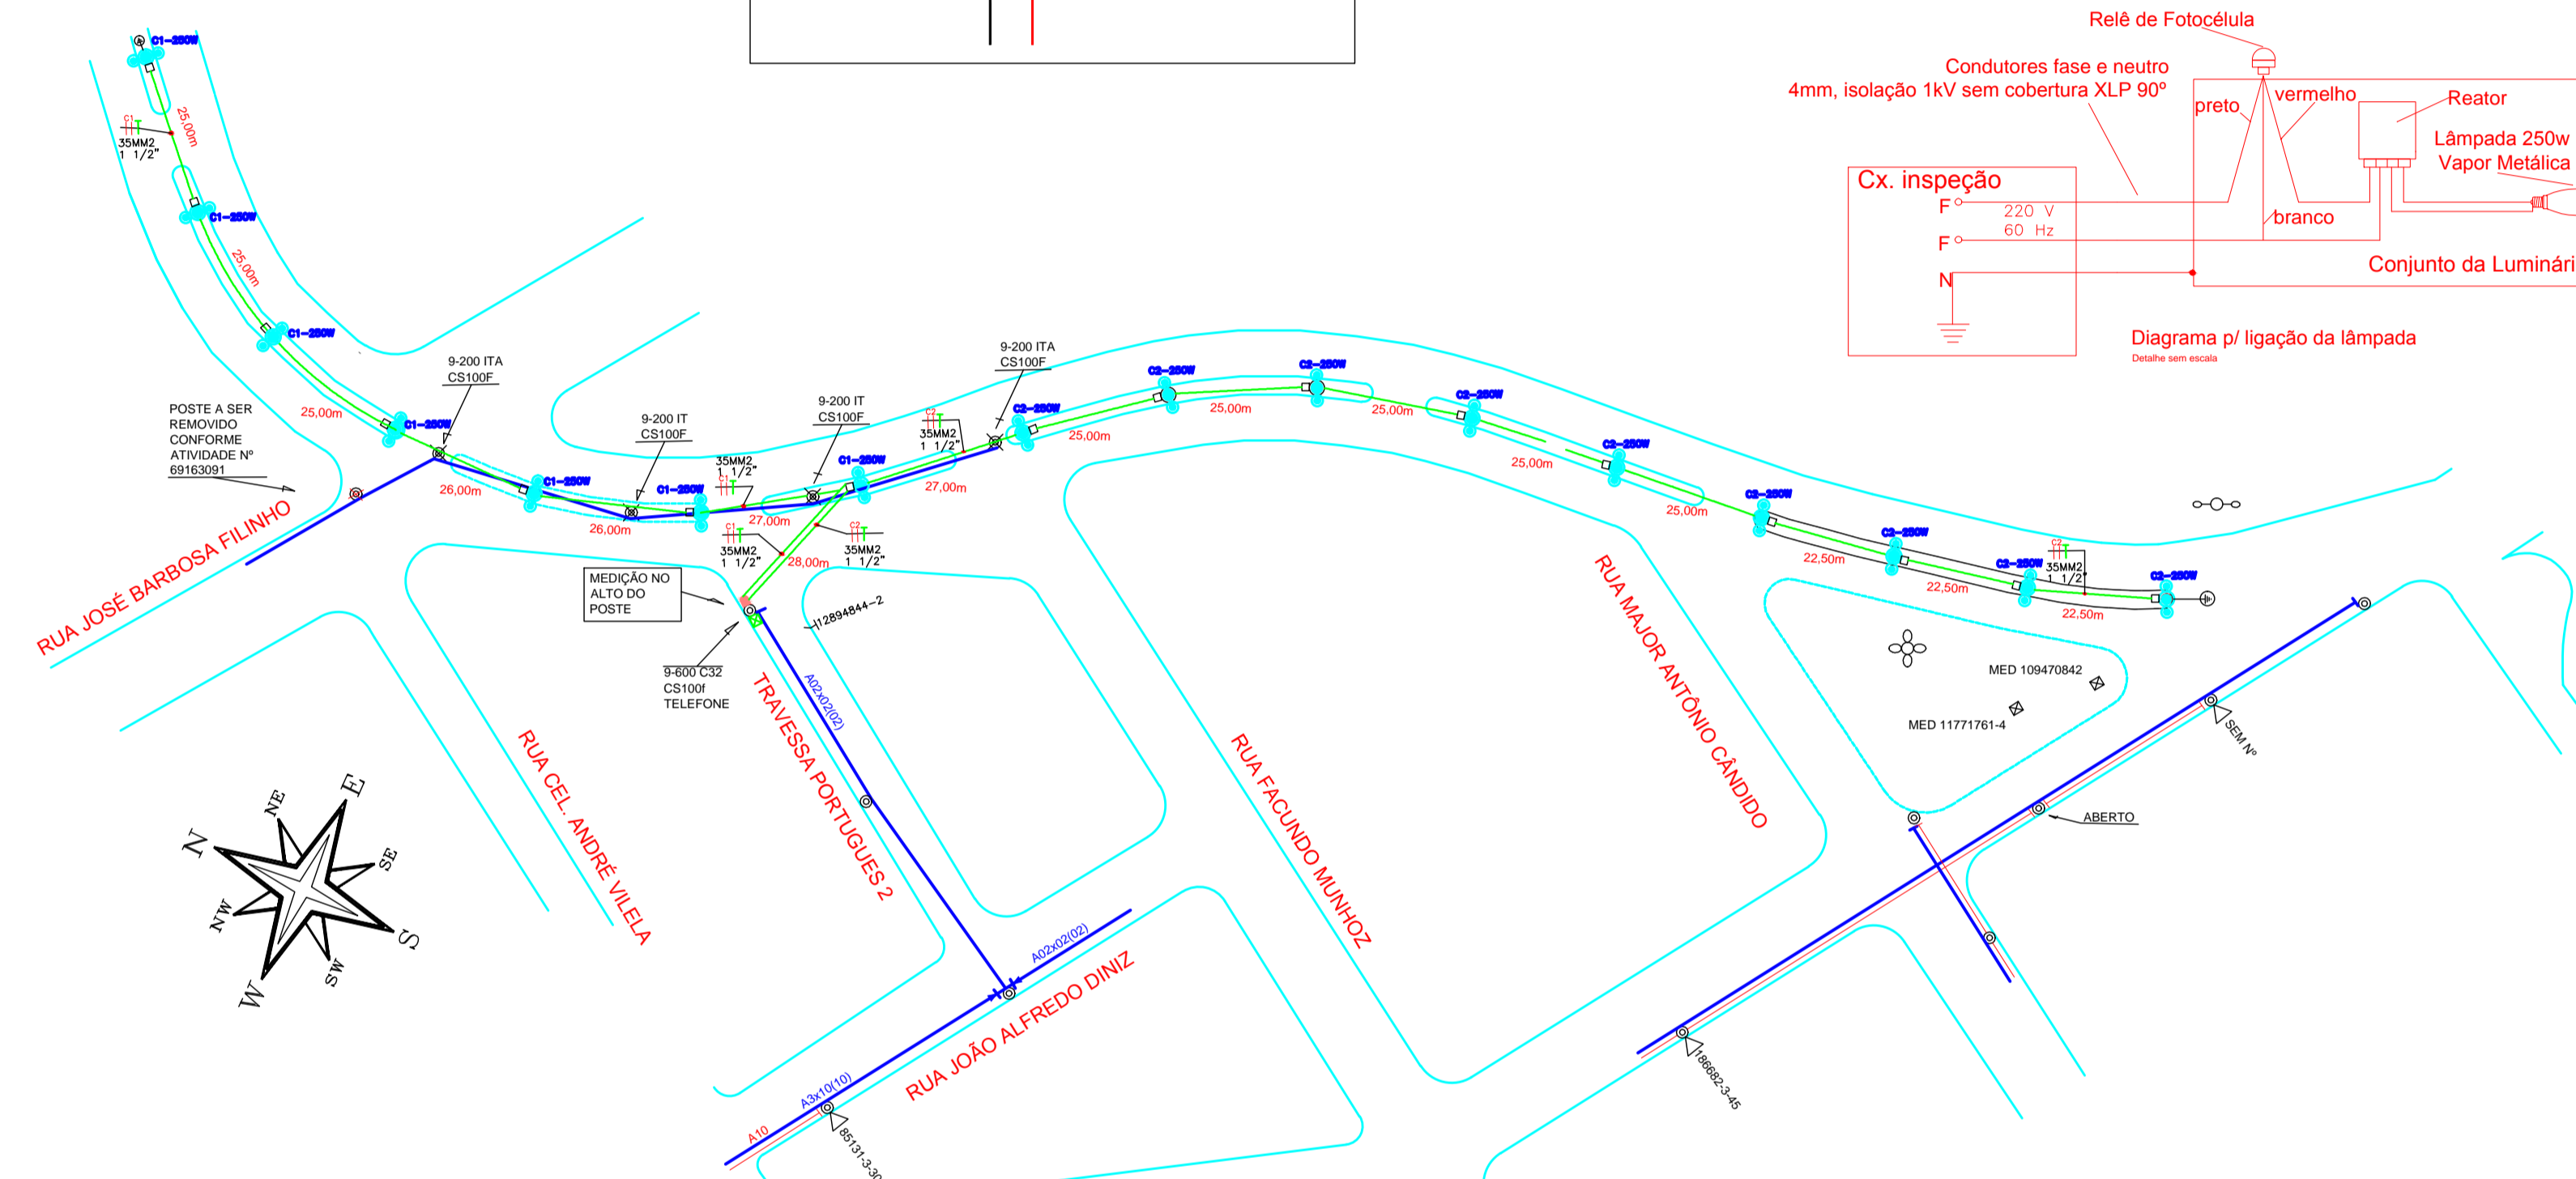 Relê de Fotocélula
Condutores fase e neutro
4mm, isolação 1kV sem cobertura XLP 90º
preto
vermelho
Reator
Lâmpada 250w
Vapor Metálica
Cx. inspeção
F
220 V
60 Hz
F
N
branco
Conjunto da Luminári
Diagrama p/ ligação da lâmpada
Detalhe sem escala
A
C1-250W
25,00m
C1
35MM2
1 1/2"
C1-250W
25,00m
C1-250W
25,00m
C1-250W
9-200 ITA
CS100F
POSTE A SER
REMOVIDO
CONFORME
ATIVIDADE Nº
69163091
26,00m
C1-250W
9-200 IT
CS100F
26,00m
C1-250W
35MM2
1 1/2"
C1
27,00m
9-200 IT
CS100F
C1-250W
C2
35MM2
1 1/2"
27,00m
9-200 ITA
CS100F
C2-250W
25,00m
C2-250W
25,00m
C2-250W
25,00m
C2-250W
25,00m
C2-250W
25,00m
C2-250W
22,50m
C2-250W
22,50m
C2-250W
C2
35MM2
1 1/2"
22,50m
C2-250W
C1
35MM2
1 1/2"
C2
35MM2
1 1/2"
28,00m
MEDIÇÃO NO
ALTO DO
POSTE
12894844-2
9-600 C32
CS100f
TELEFONE
RUA JOSÉ BARBOSA FILINHO
RUA CEL. ANDRÉ VILELA
TRAVESSA PORTUGUES 2
A02x02(02)
RUA FACUNDO MUNHOZ
RUA MAJOR ANTÔNIO CÂNDIDO
MED 109470842
MED 11771761-4
SEM Nº
ABERTO
N
NE
E
SE
S
SW
W
NW
A02x02(02)
RUA JOÃO ALFREDO DINIZ
A3x10(10)
A10
85131-3-30
186682-3-45